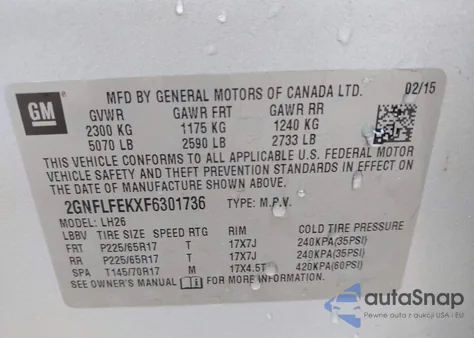 GM
MFD BY GENERAL MOTORS OF CANADA LTD. 02/15
GVWR GAWR FRT GAWR RR
2300 KG 1175 KG 1240 KG
5070 LB 2590 LB 2733 LB
THIS VEHICLE CONFORMS TO ALL APPLICABLE U.S. FEDERAL MOTOR
VEHICLE SAFETY AND THEFT PREVENTION STANDARDS IN EFFECT ON
THE DATE OF MANUFACTURE SHOWN ABOVE.
2GNFLFEKXF6301736 TYPE: M.P.V.
MODEL: LH26
LBBV TIRE SIZE SPEED RTG RIM COLD TIRE PRESSURE
FRT P225/65R17 T 17X7J 240KPA(35PSI)
RR P225/65R17 T 17X7J 240KPA(35PSI)
SPA T145/70R17 M 17X4.5T 420KPA(60PSI)
SEE OWNER'S MANUAL FOR MORE INFORMATION.
autoSnap
Pewne auta z aukcji USA i EU